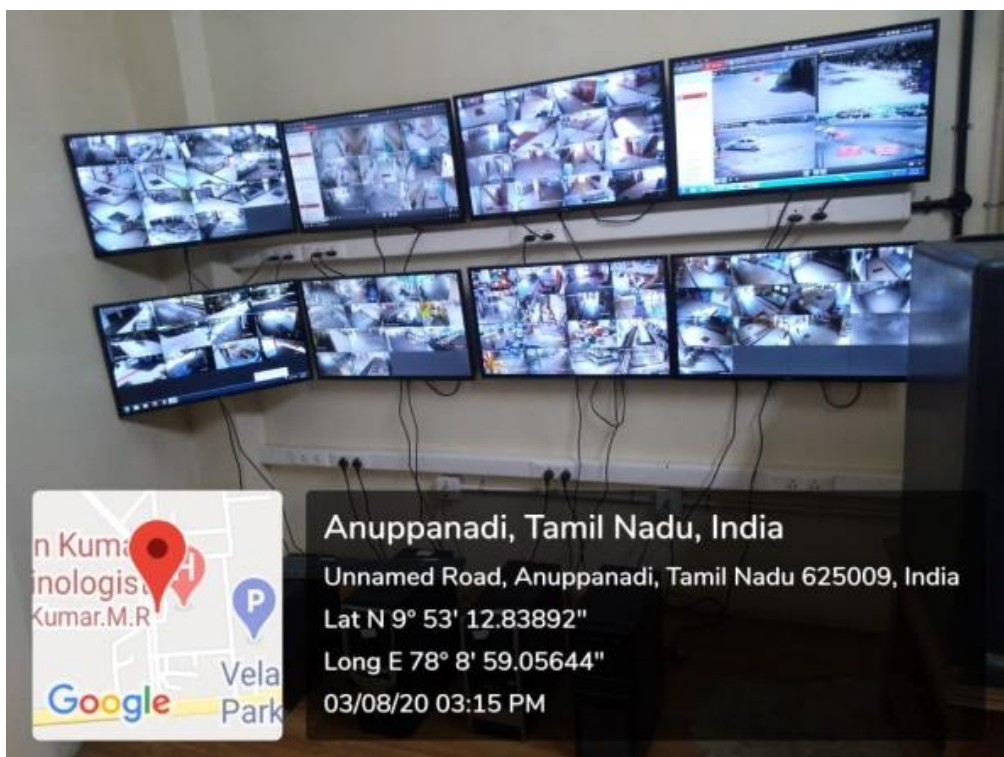 n Kuma
inologist
Kumar.M.R
H
P
Vela
Park
Google
Anuppanadi, Tamil Nadu, India
Unnamed Road, Anuppanadi, Tamil Nadu 625009, India
Lat N 9° 53' 12.83892"
Long E 78° 8' 59.05644"
03/08/20 03:15 PM